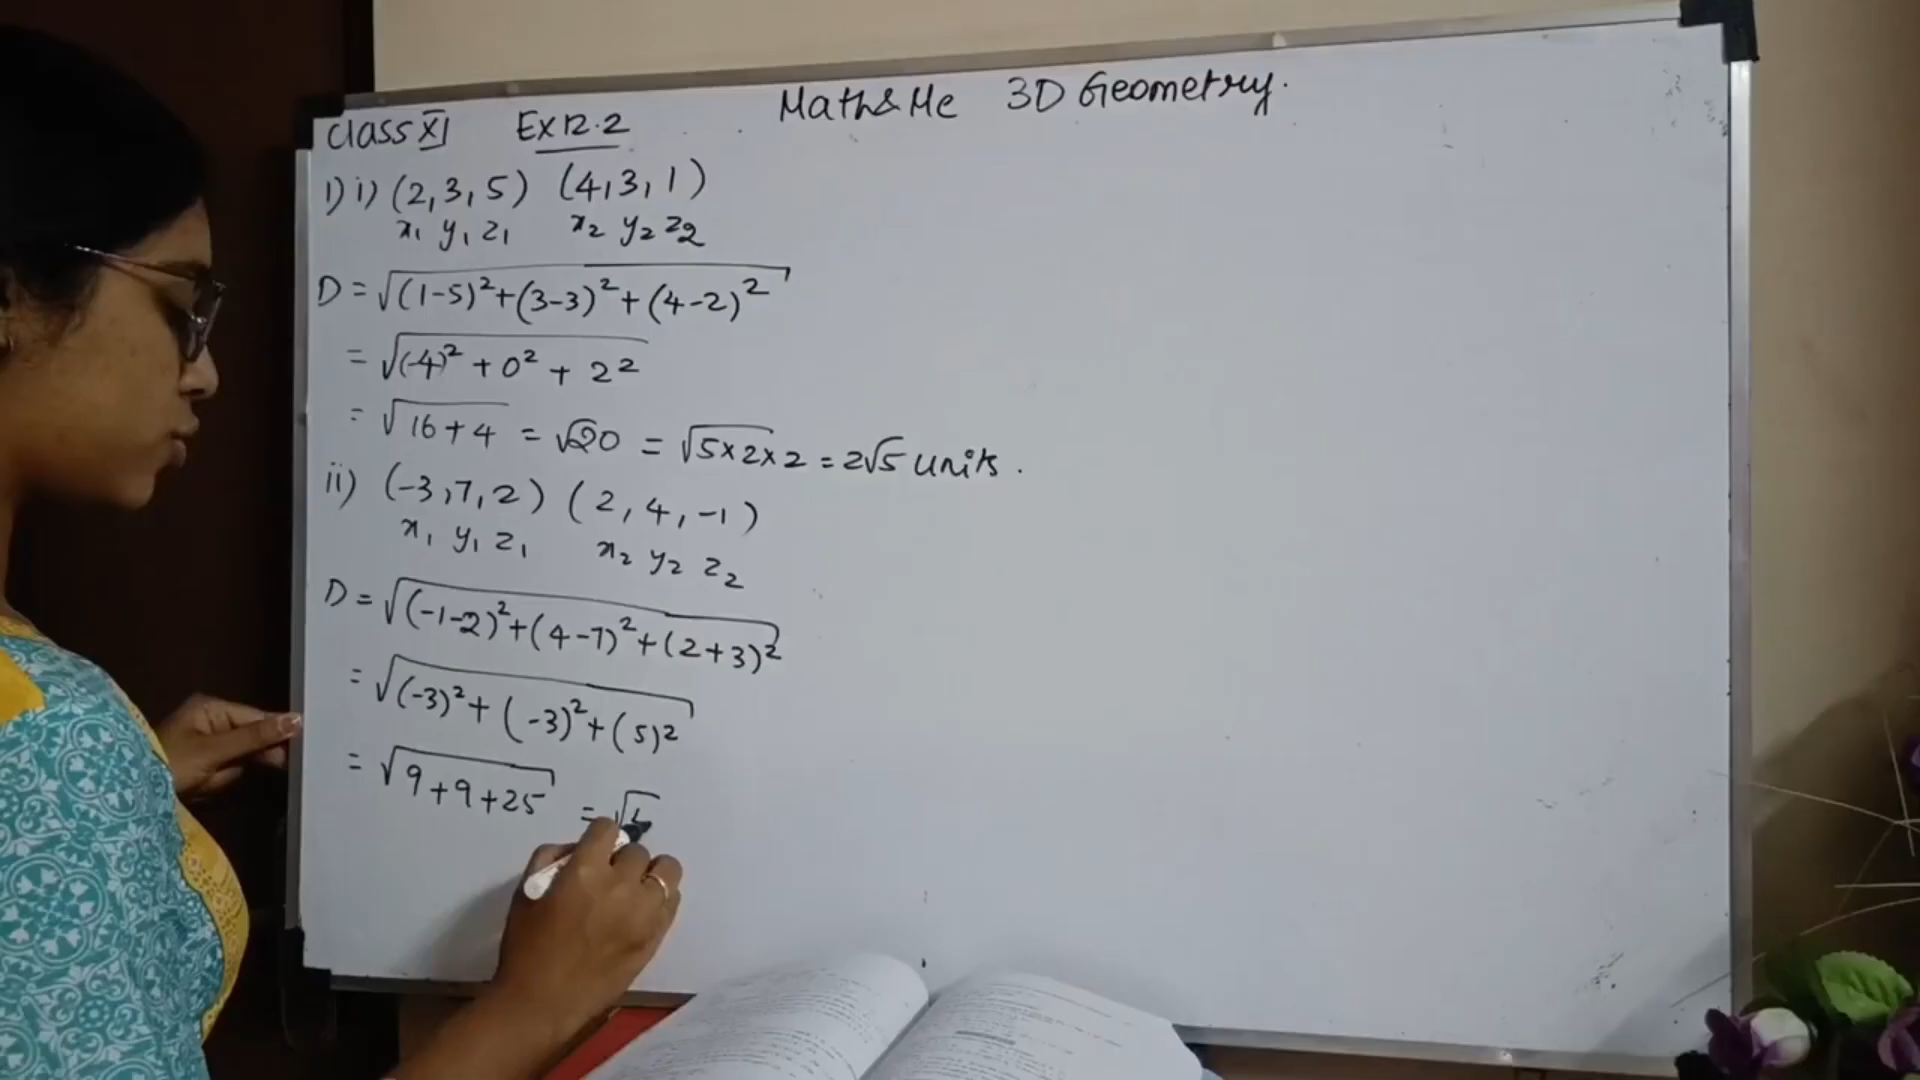 Math&Me 3D Geometry.
Class XI Ex 12.2
1) i) (2,3,5) (4,3,1)
x₁ y₁ z₁ x₂ y₂ z₂
D = √(1-5)²+(3-3)²+(4-2)²
= √(-4)² + 0² + 2²
= √16+4 = √20 = √5×2×2 = 2√5 units.
ii) (-3,7,2) (2,4,-1)
x₁ y₁ z₁ x₂ y₂ z₂
D = √(-1-2)²+(4-7)²+(2+3)²
= √(-3)²+(-3)²+(5)²
= √9+9+25 = √4